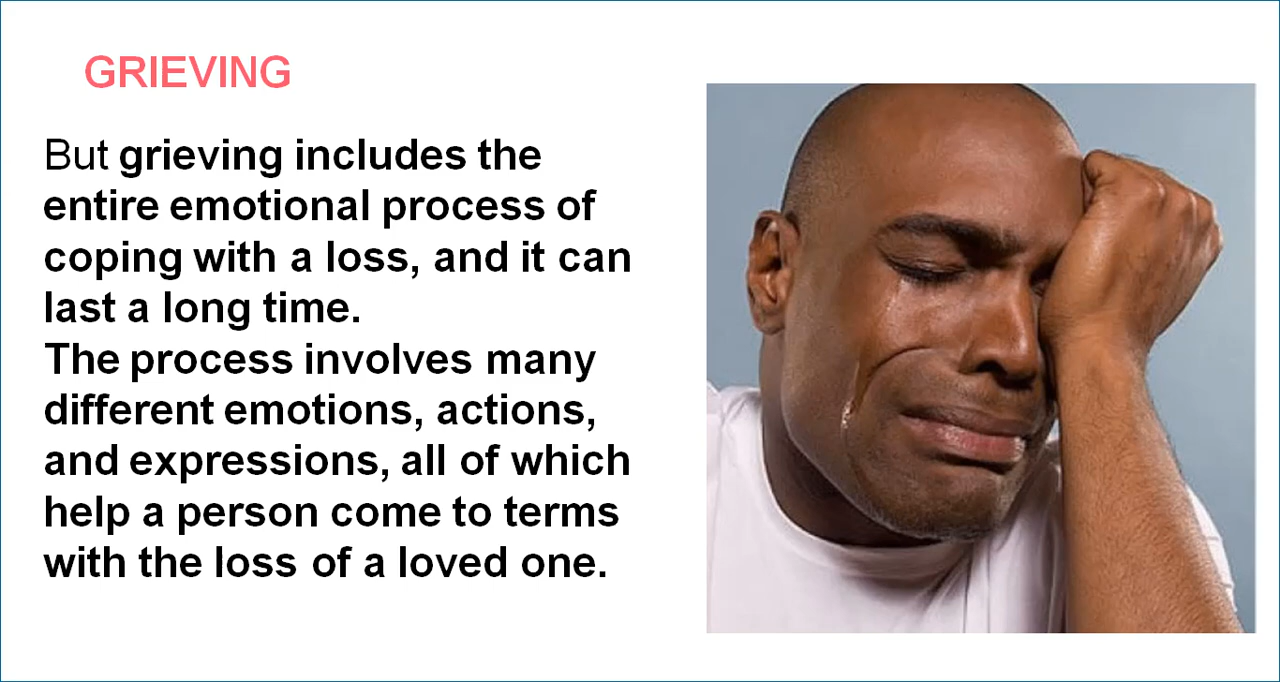 GRIEVING
But grieving includes the
entire emotional process of
coping with a loss, and it can
last a long time.
The process involves many
different emotions, actions,
and expressions, all of which
help a person come to terms
with the loss of a loved one.